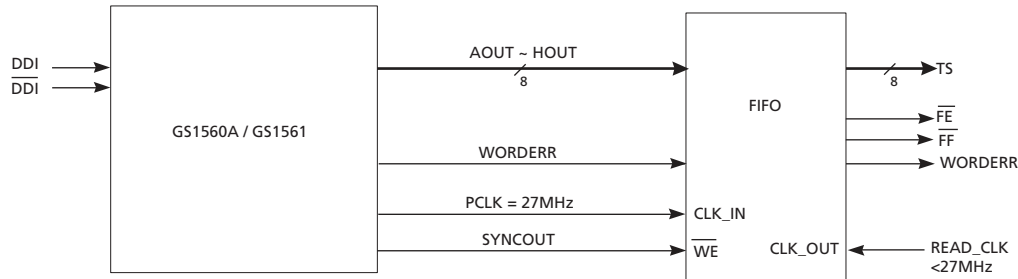 DDI
DDI
GS1560A / GS1561
AOUT ~ HOUT
8
WORDERR
PCLK = 27MHz
SYNCOUT
FIFO
CLK_IN
WE
CLK_OUT
8
TS
FE
FF
WORDERR
READ_CLK
<27MHz